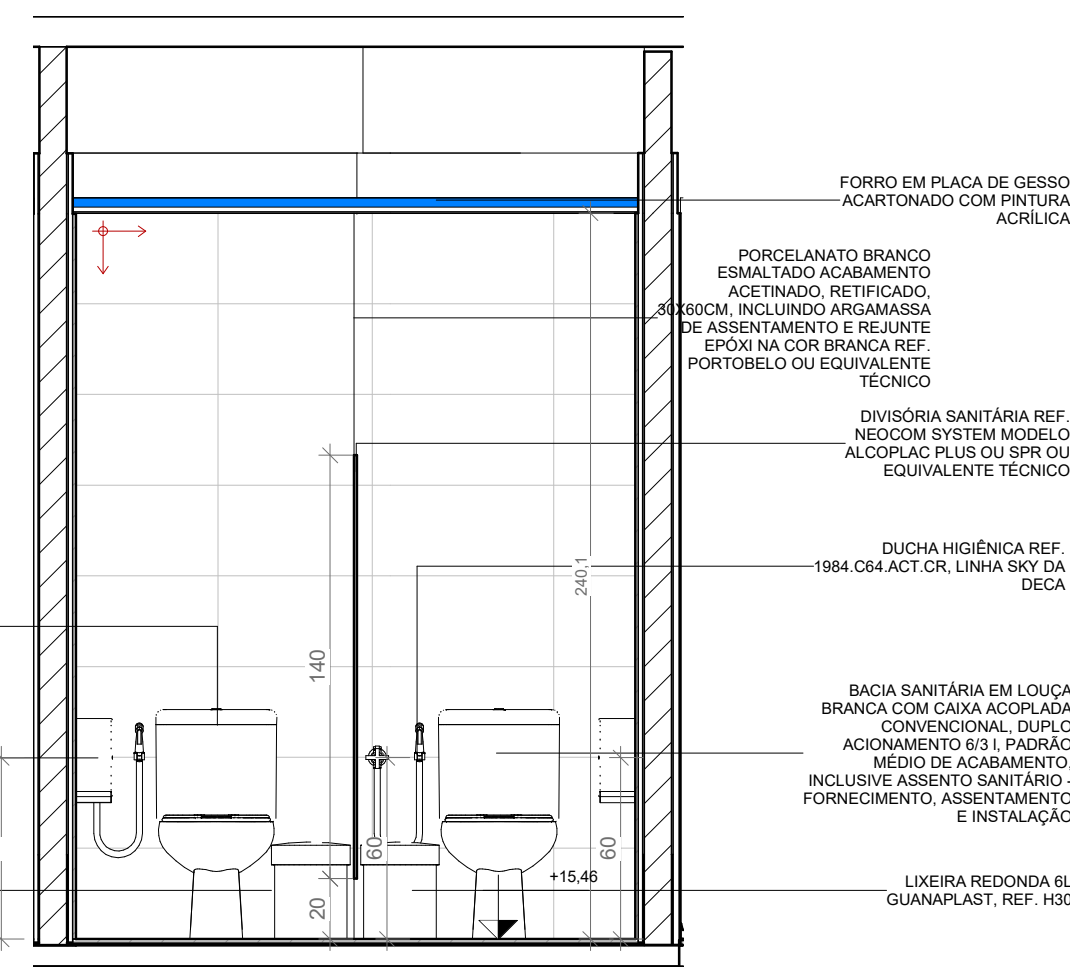 FORRO EM PLACA DE GESSO
ACARTONADO COM PINTURA
ACRÍLICA
PORCELANATO BRANCO
ESMALTADO ACABAMENTO
ACETINADO, RETIFICADO,
30X60CM, INCLUINDO ARGAMASSA
DE ASSENTAMENTO E REJUNTE
EPÓXI NA COR BRANCA REF.
PORTOBELO OU EQUIVALENTE
TÉCNICO
DIVISÓRIA SANITÁRIA REF.
NEOCOM SYSTEM MODELO
ALCOPLAC PLUS OU SPR OU
EQUIVALENTE TÉCNICO
DUCHA HIGIÊNICA REF.
1984.C64.ACT.CR, LINHA SKY DA
DECA
240,1
140
BACIA SANITÁRIA EM LOUÇA
BRANCA COM CAIXA ACOPLADA
CONVENCIONAL, DUPLO
ACIONAMENTO 6/3 l, PADRÃO
MÉDIO DE ACABAMENTO,
INCLUSIVE ASSENTO SANITÁRIO -
FORNECIMENTO, ASSENTAMENTO
E INSTALAÇÃO
60
60
+15,46
20
LIXEIRA REDONDA 6L
GUANAPLAST, REF. H30